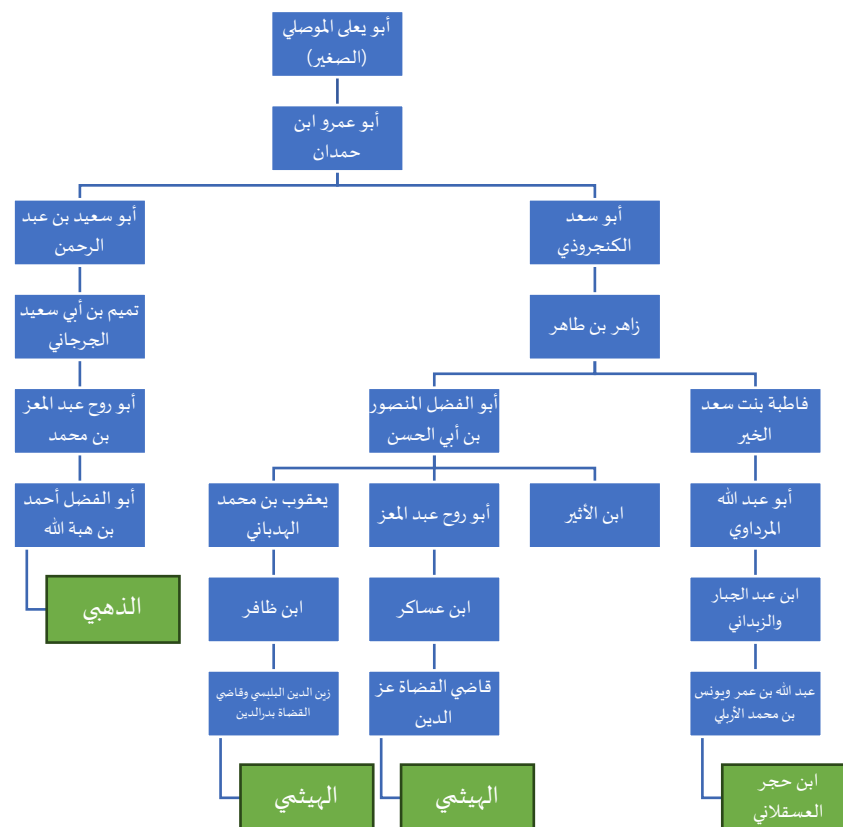 أبو يعلى الموصلي
(الصغير)
أبو عمرو ابن
حمدان
أبو سعد
الكنجروذي
أبو سعيد بن عبد
الرحمن
زاهر بن طاهر
تميم بن أبي سعيد
الجرجاني
فاطبة بنت سعد
الخير
أبو الفضل المنصور
بن أبي الحسن
أبو روح عبد المعز
بن محمد
أبو عبد الله
المرداوي
ابن الأثير
أبو روح عبد المعز
يعقوب بن محمد
الهدباني
أبو الفضل أحمد
بن هبة الله
ابن عبد الجبار
والزبداني
ابن عساكر
ابن ظافر
الذهبي
عبد الله بن عمر ويونس
بن محمد الأربلي
قاضي القضاة عز
الدين
زين الدين البلبسي وقاضي
القضاة بدرالدين
ابن حجر
العسقلاني
الهيثمي
الهيثمي